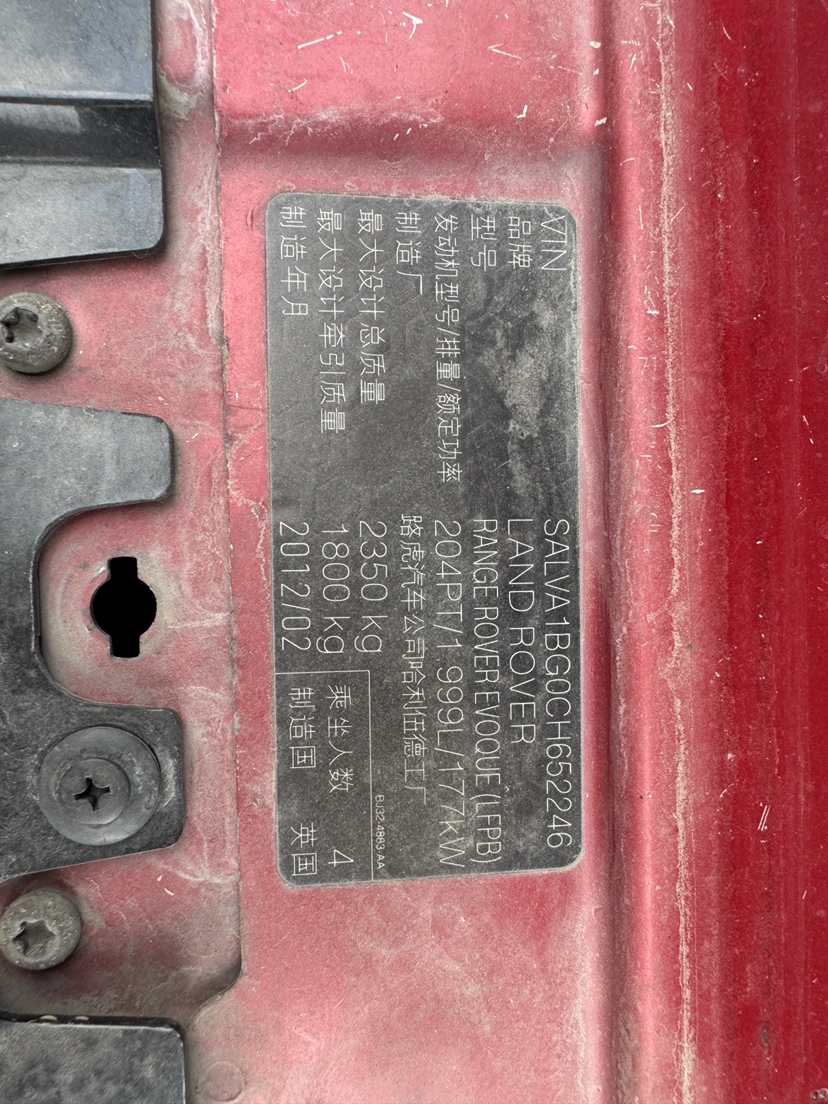 VIN SALVA1BG0CH652246
品牌 LAND ROVER
型号 RANGE ROVER EVOQUE (LFPB)
发动机型号/排量/额定功率 204PT/1 999L/177kW
制造厂 路虎汽车公司哈利伍德工厂
最大设计总质量 2350 kg
BJ32-4863-AA
最大设计牵引质量 1800 kg 乘坐人数 4
制造年月 2012/02 制造国 英国